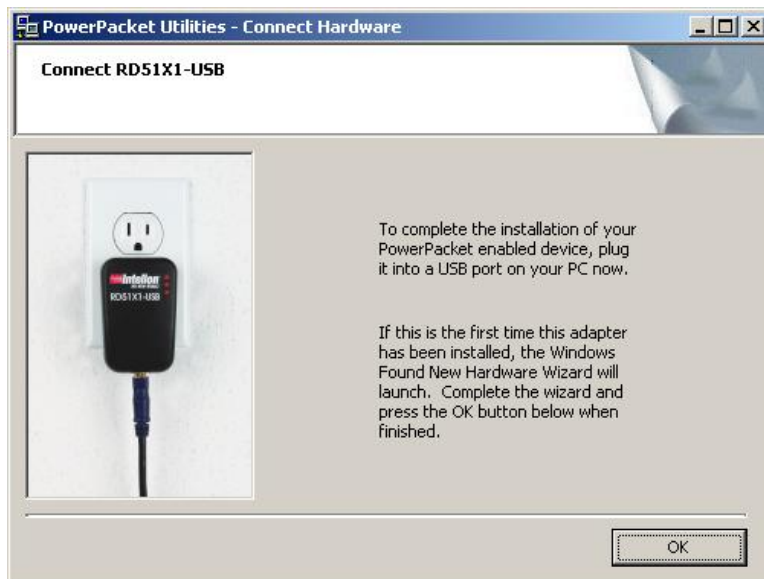 PowerPacket Utilities - Connect Hardware
Connect RD51X1-USB
intellon
RD51X1-USB
To complete the installation of your
PowerPacket enabled device, plug
it into a USB port on your PC now.
If this is the first time this adapter
has been installed, the Windows
Found New Hardware Wizard will
launch. Complete the wizard and
press the OK button below when
finished.
OK